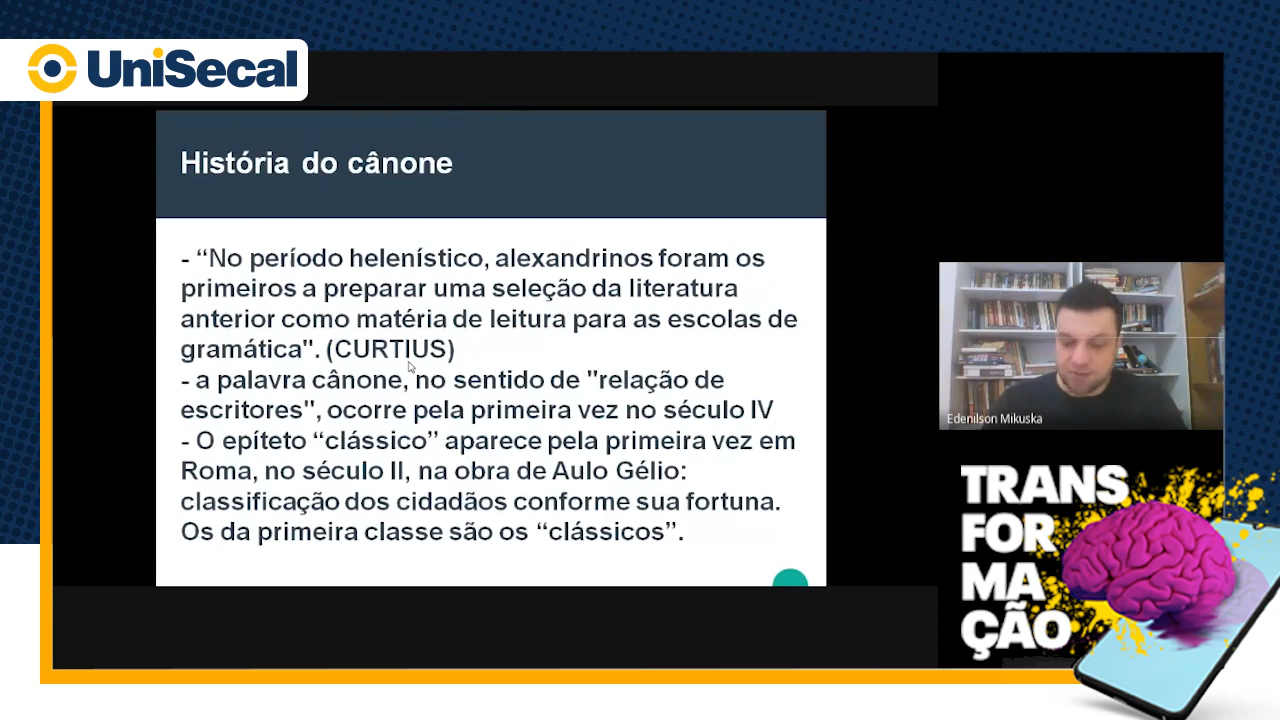 UniSecal
História do cânone
- “No período helenístico, alexandrinos foram os
primeiros a preparar uma seleção da literatura
anterior como matéria de leitura para as escolas de
gramática". (CURTIUS)
- a palavra cânone, no sentido de "relação de
escritores", ocorre pela primeira vez no século IV
- O epíteto “clássico” aparece pela primeira vez em
Roma, no século II, na obra de Aulo Gélio:
classificação dos cidadãos conforme sua fortuna.
Os da primeira classe são os “clássicos”.
Edenilson Mikuska
TRANS
FOR
MA
ÇÃO